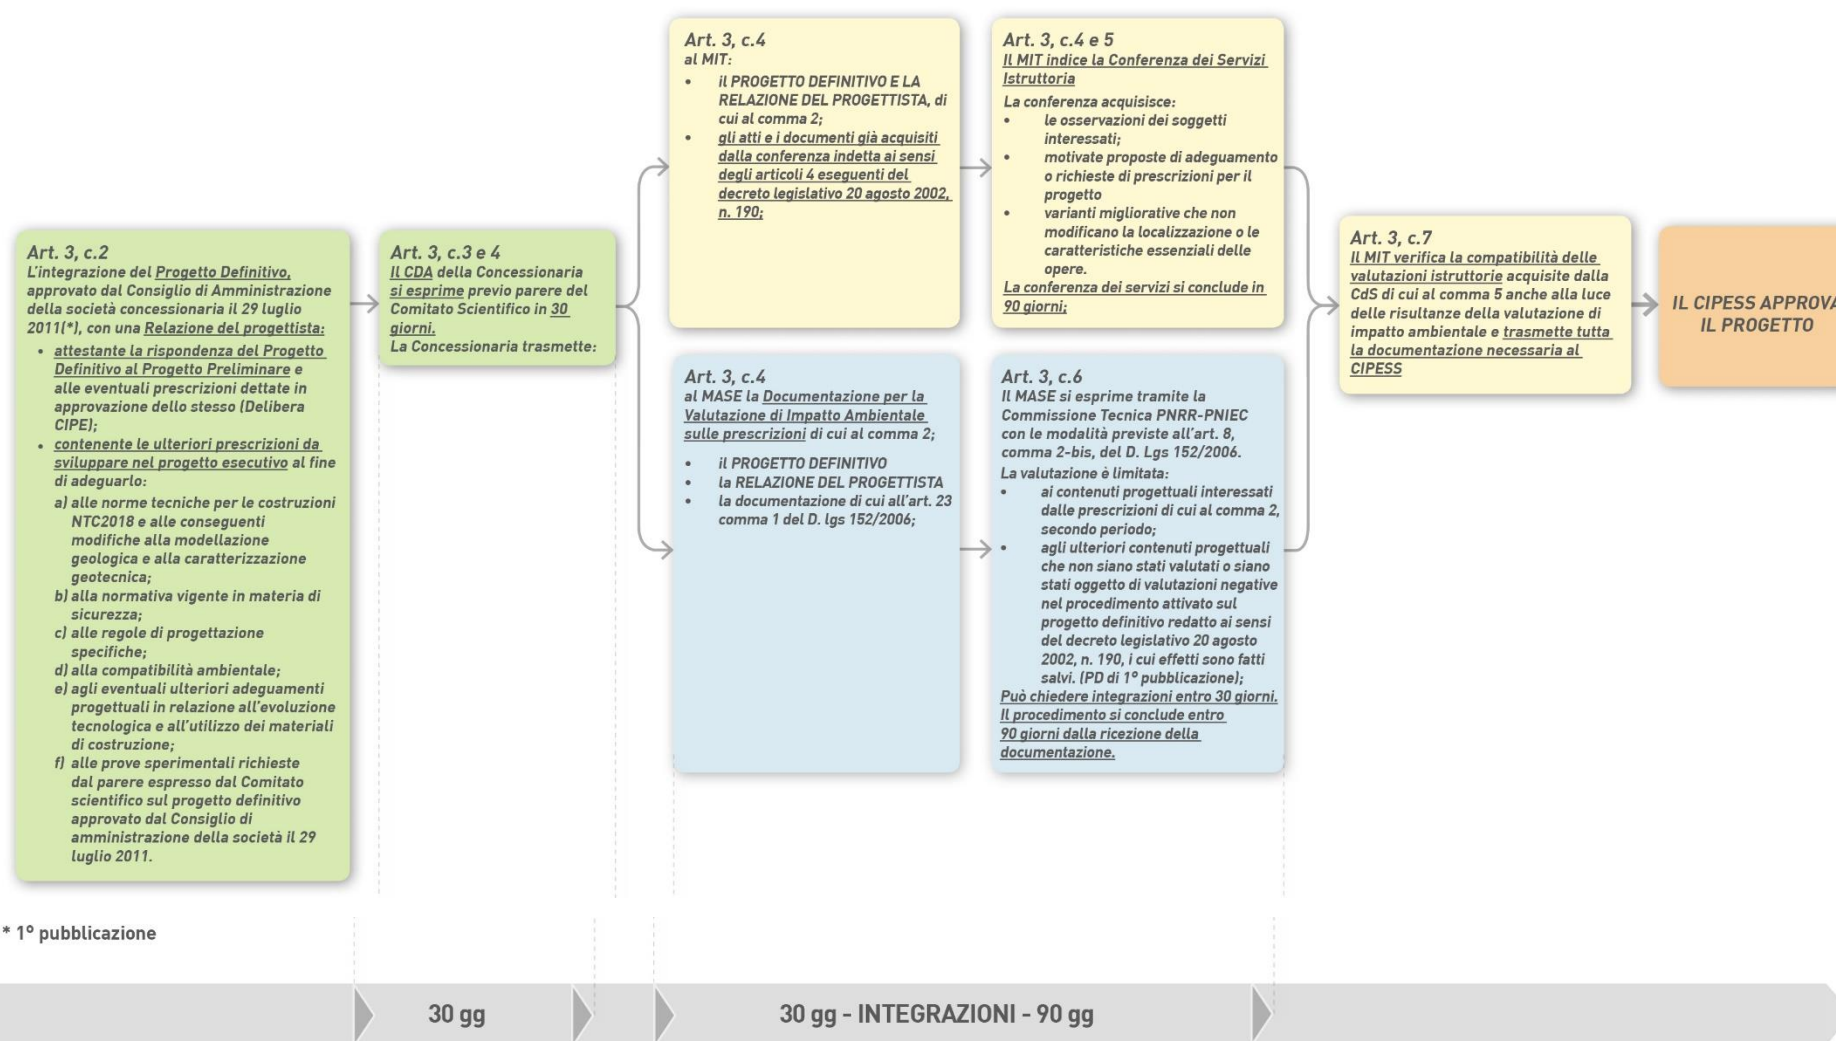 Art. 3, c.2
L'integrazione del Progetto Definitivo,
approvato dal Consiglio di Amministrazione
della società concessionaria il 29 luglio
2011(*), con una Relazione del progettista:
• attestante la rispondenza del Progetto
Definitivo al Progetto Preliminare e
alle eventuali prescrizioni dettate in
approvazione dello stesso (Delibera
CIPE);
• contenente le ulteriori prescrizioni da
sviluppare nel progetto esecutivo al fine
di adeguarlo:
a) alle norme tecniche per le costruzioni
NTC2018 e alle conseguenti
modifiche alla modellazione
geologica e alla caratterizzazione
geotecnica;
b) alla normativa vigente in materia di
sicurezza;
c) alle regole di progettazione
specifiche;
d) alla compatibilità ambientale;
e) agli eventuali ulteriori adeguamenti
progettuali in relazione all'evoluzione
tecnologica e all'utilizzo dei materiali
di costruzione;
f) alle prove sperimentali richieste
dal parere espresso dal Comitato
scientifico sul progetto definitivo
approvato dal Consiglio di
amministrazione della società il 29
luglio 2011.
Art. 3, c.3 e 4
Il CDA della Concessionaria
si esprime previo parere del
Comitato Scientifico in 30
giorni.
La Concessionaria trasmette:
Art. 3, c.4
al MIT:
• il PROGETTO DEFINITIVO E LA
RELAZIONE DEL PROGETTISTA, di
cui al comma 2;
• gli atti e i documenti già acquisiti
dalla conferenza indetta ai sensi
degli articoli 4 eseguenti del
decreto legislativo 20 agosto 2002,
n. 190;
Art. 3, c.4 e 5
Il MIT indice la Conferenza dei Servizi
Istruttoria
La conferenza acquisisce:
• le osservazioni dei soggetti
interessati;
• motivate proposte di adeguamento
o richieste di prescrizioni per il
progetto
• varianti migliorative che non
modificano la localizzazione o le
caratteristiche essenziali delle
opere.
La conferenza dei servizi si conclude in
90 giorni;
Art. 3, c.4
al MASE la Documentazione per la
Valutazione di Impatto Ambientale
sulle prescrizioni di cui al comma 2;
• il PROGETTO DEFINITIVO
• la RELAZIONE DEL PROGETTISTA
• la documentazione di cui all'art. 23
comma 1 del D. lgs 152/2006;
Art. 3, c.6
Il MASE si esprime tramite la
Commissione Tecnica PNRR-PNIEC
con le modalità previste all'art. 8,
comma 2-bis, del D. Lgs 152/2006.
La valutazione è limitata:
• ai contenuti progettuali interessati
dalle prescrizioni di cui al comma 2,
secondo periodo;
• agli ulteriori contenuti progettuali
che non siano stati valutati o siano
stati oggetto di valutazioni negative
nel procedimento attivato sul
progetto definitivo redatto ai sensi
del decreto legislativo 20 agosto
2002, n. 190, i cui effetti sono fatti
salvi. (PD di 1° pubblicazione);
Può chiedere integrazioni entro 30 giorni.
Il procedimento si conclude entro
90 giorni dalla ricezione della
documentazione.
Art. 3, c.7
Il MIT verifica la compatibilità delle
valutazioni istruttorie acquisite dalla
CdS di cui al comma 5 anche alla luce
delle risultanze della valutazione di
impatto ambientale e trasmette tutta
la documentazione necessaria al
CIPESS
IL CIPESS APPROVA
IL PROGETTO
* 1° pubblicazione
30 gg
30 gg - INTEGRAZIONI - 90 gg